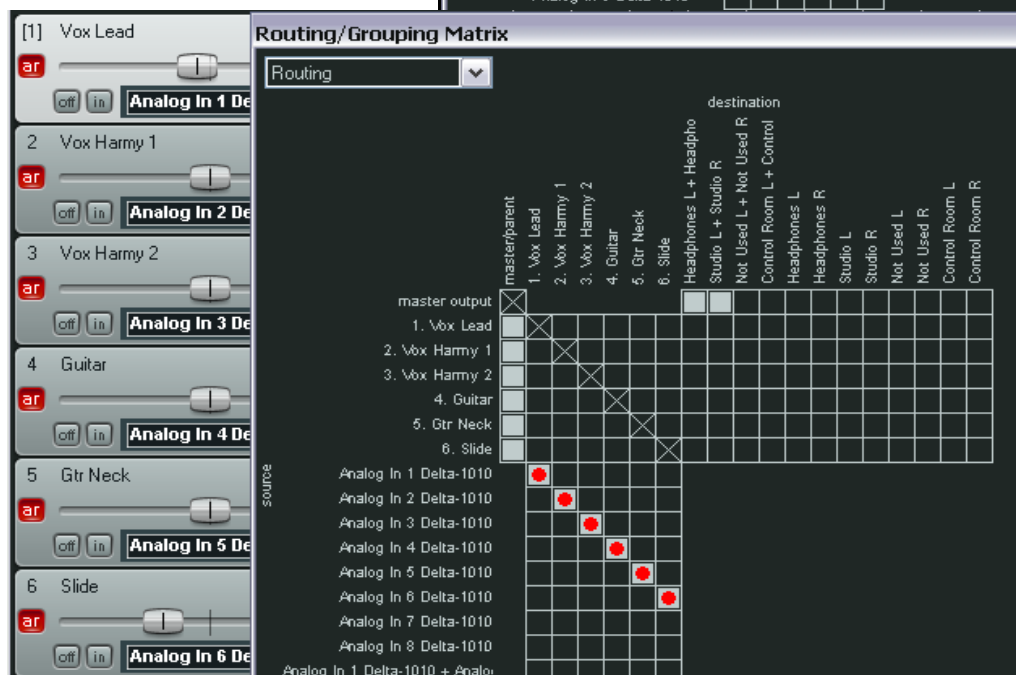 [1] Vox Lead
ar
off in Analog In 1 De
2 Vox Harmy 1
ar
off in Analog In 2 De
3 Vox Harmy 2
ar
off in Analog In 3 De
4 Guitar
ar
off in Analog In 4 De
5 Gtr Neck
ar
off in Analog In 5 De
6 Slide
ar
off in Analog In 6 De
Routing/Grouping Matrix
Routing
destination
master/parent
1. Vox Lead
2. Vox Harmy 1
3. Vox Harmy 2
4. Guitar
5. Gtr Neck
6. Slide
Headphones L + Headpho
Studio L + Studio R
Not Used L + Not Used R
Control Room L + Control
Headphones L
Headphones R
Studio L
Studio R
Not Used L
Not Used R
Control Room L
Control Room R
source
master output
1. Vox Lead
2. Vox Harmy 1
3. Vox Harmy 2
4. Guitar
5. Gtr Neck
6. Slide
Analog In 1 Delta-1010
Analog In 2 Delta-1010
Analog In 3 Delta-1010
Analog In 4 Delta-1010
Analog In 5 Delta-1010
Analog In 6 Delta-1010
Analog In 7 Delta-1010
Analog In 8 Delta-1010
Analog In 1 Delta-1010 + Analo